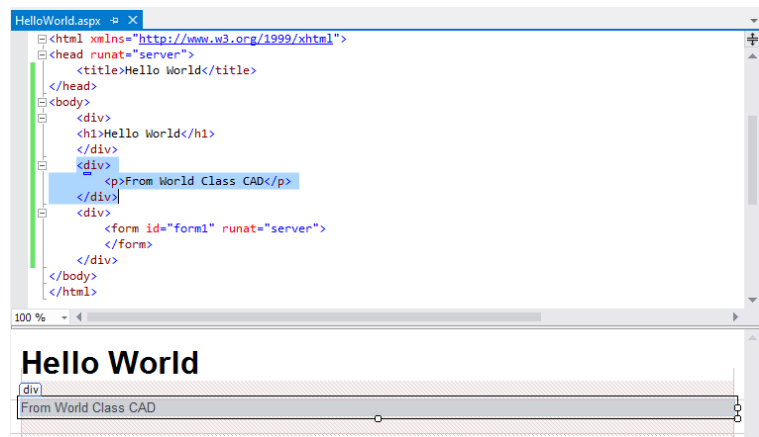 HelloWorld.aspx
<html xmlns="http://www.w3.org/1999/xhtml">
<head runat="server">
<title>Hello World</title>
</head>
<body>
<div>
<h1>Hello World</h1>
</div>
<div>
<p>From World Class CAD</p>
</div>
<div>
<form id="form1" runat="server">
</form>
</div>
</body>
</html>
100 %
Hello World
div
From World Class CAD